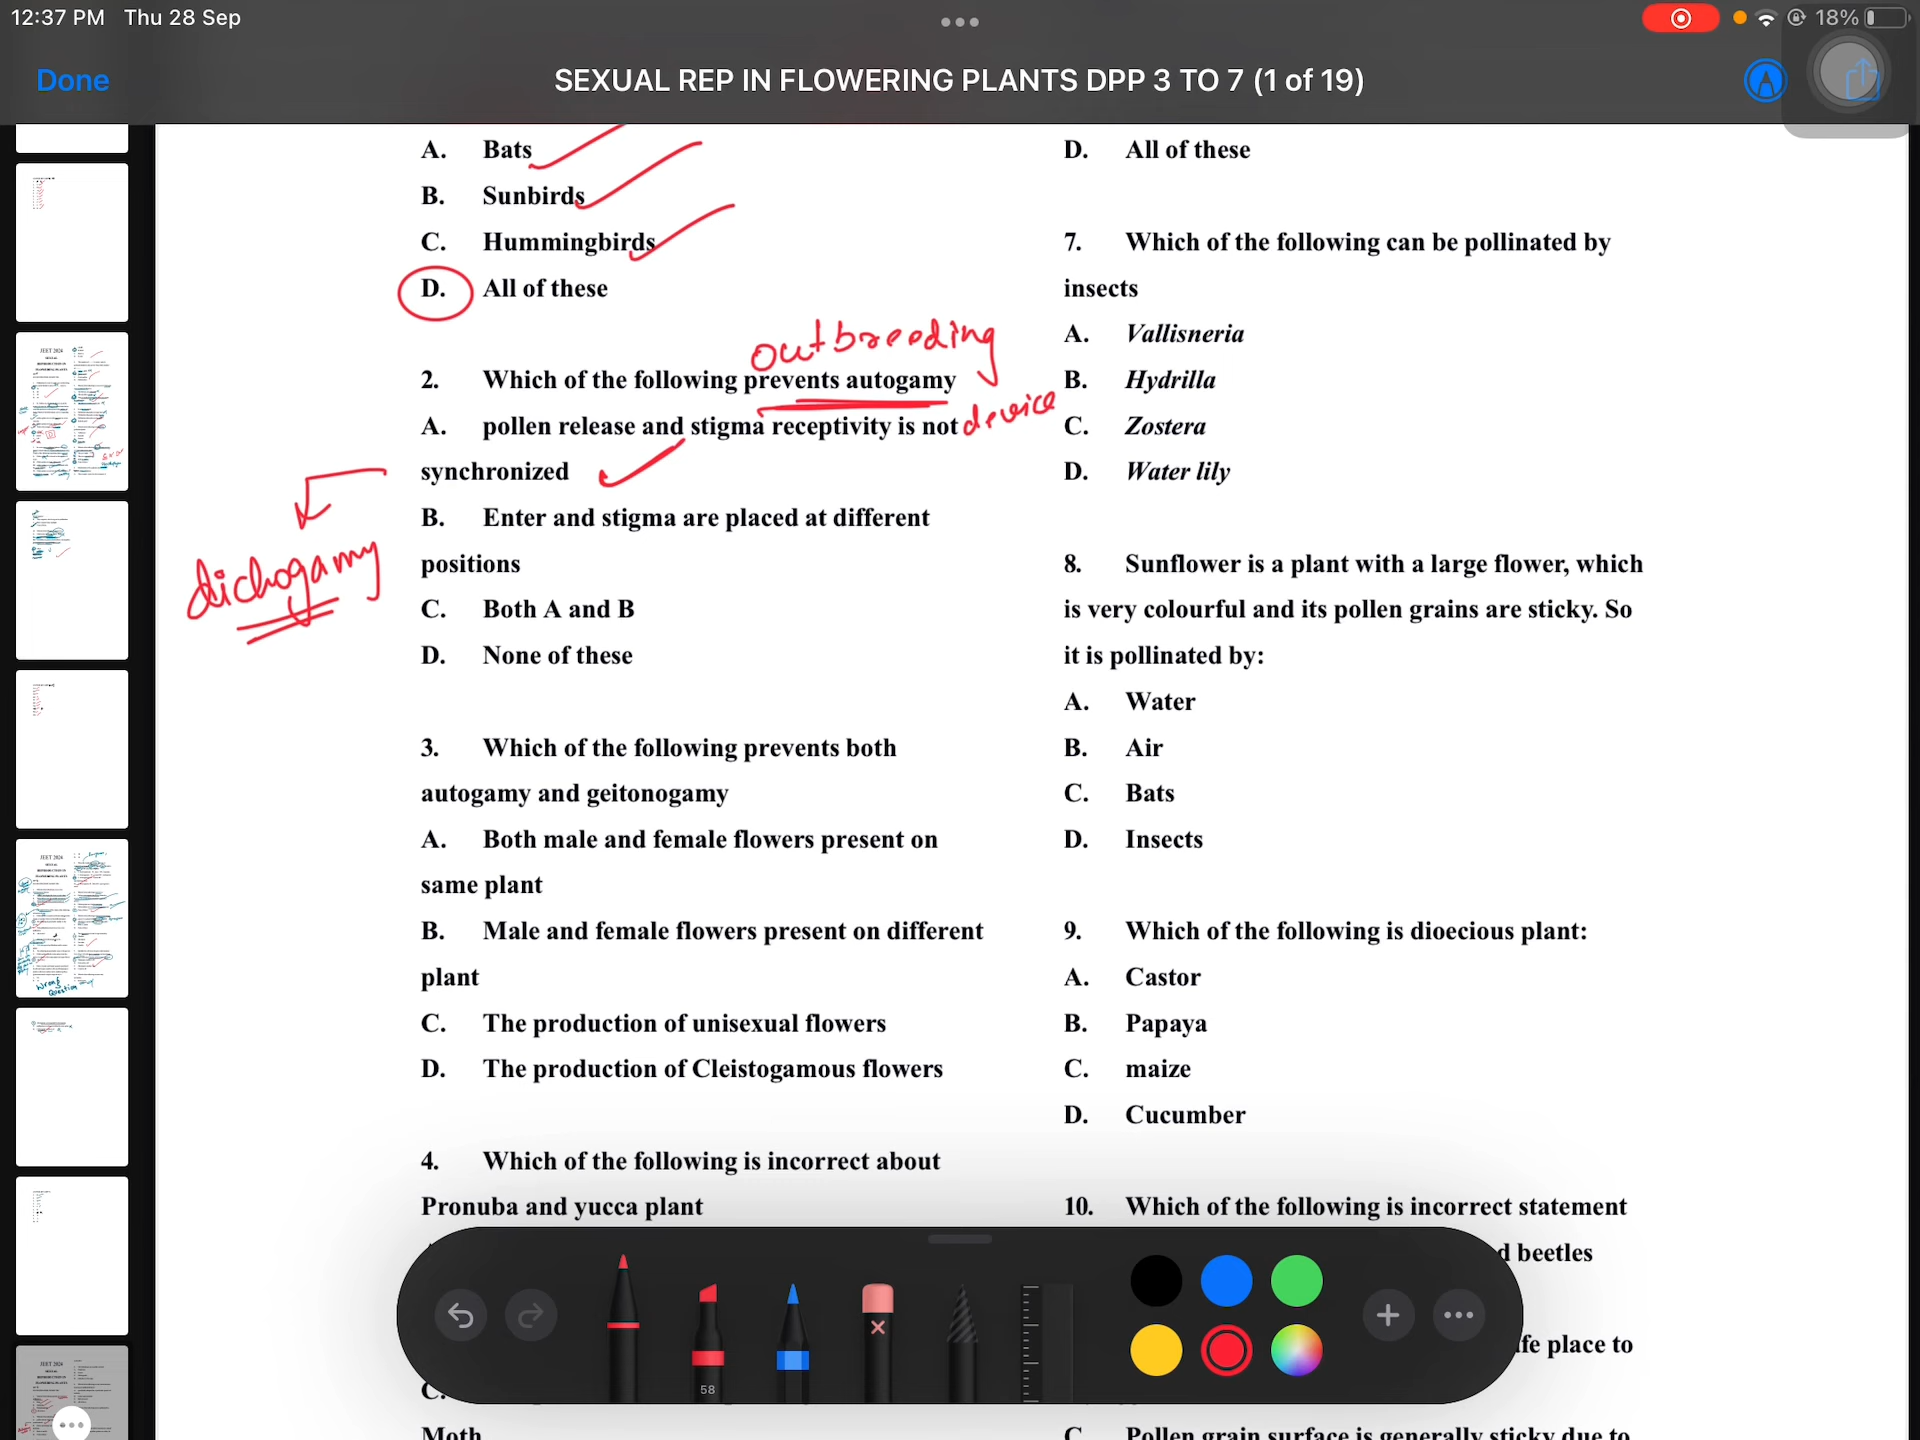 12:37 PM Thu 28 Sep
18%
Done
SEXUAL REP IN FLOWERING PLANTS DPP 3 TO 7 (1 of 19)
A. Bats
B. Sunbirds
C. Hummingbirds
D. All of these
outbreeding
device
2. Which of the following prevents autogamy
A. pollen release and stigma receptivity is not
synchronized
dichogamy
B. Enter and stigma are placed at different
positions
C. Both A and B
D. None of these
3. Which of the following prevents both
autogamy and geitonogamy
A. Both male and female flowers present on
same plant
B. Male and female flowers present on different
plant
C. The production of unisexual flowers
D. The production of Cleistogamous flowers
4. Which of the following is incorrect about
Pronuba and yucca plant
C.
Moth
D. All of these
7. Which of the following can be pollinated by
insects
A. Vallisneria
B. Hydrilla
C. Zostera
D. Water lily
8. Sunflower is a plant with a large flower, which
is very colourful and its pollen grains are sticky. So
it is pollinated by:
A. Water
B. Air
C. Bats
D. Insects
9. Which of the following is dioecious plant:
A. Castor
B. Papaya
C. maize
D. Cucumber
10. Which of the following is incorrect statement
d beetles
fe place to
C. Pollen grain surface is generally sticky due to
58